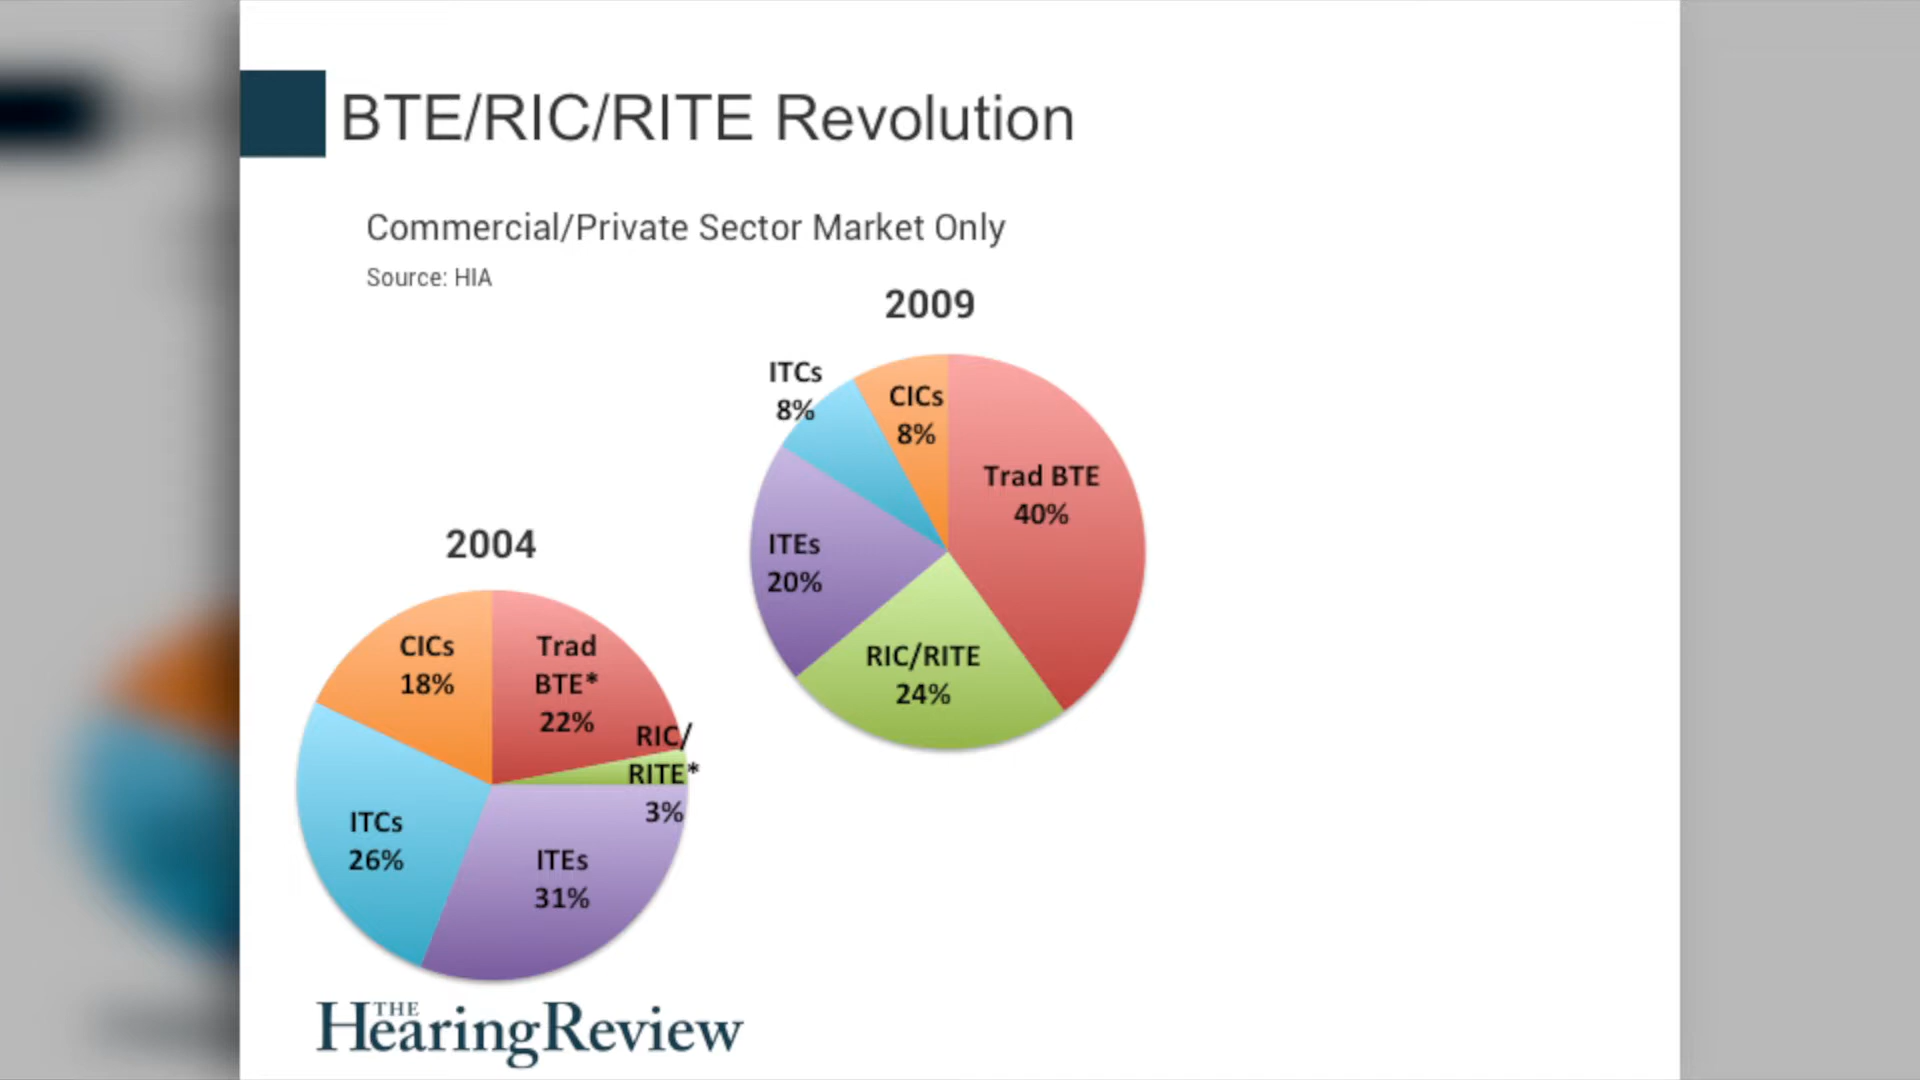 BTE/RIC/RITE Revolution
Commercial/Private Sector Market Only
Source: HIA
2009
ITCs
8%
CICs
8%
Trad BTE
40%
ITEs
20%
RIC/RITE
24%
2004
CICs
18%
Trad
BTE*
22%
RIC/
RITE*
3%
ITCs
26%
ITEs
31%
THE
HearingReview